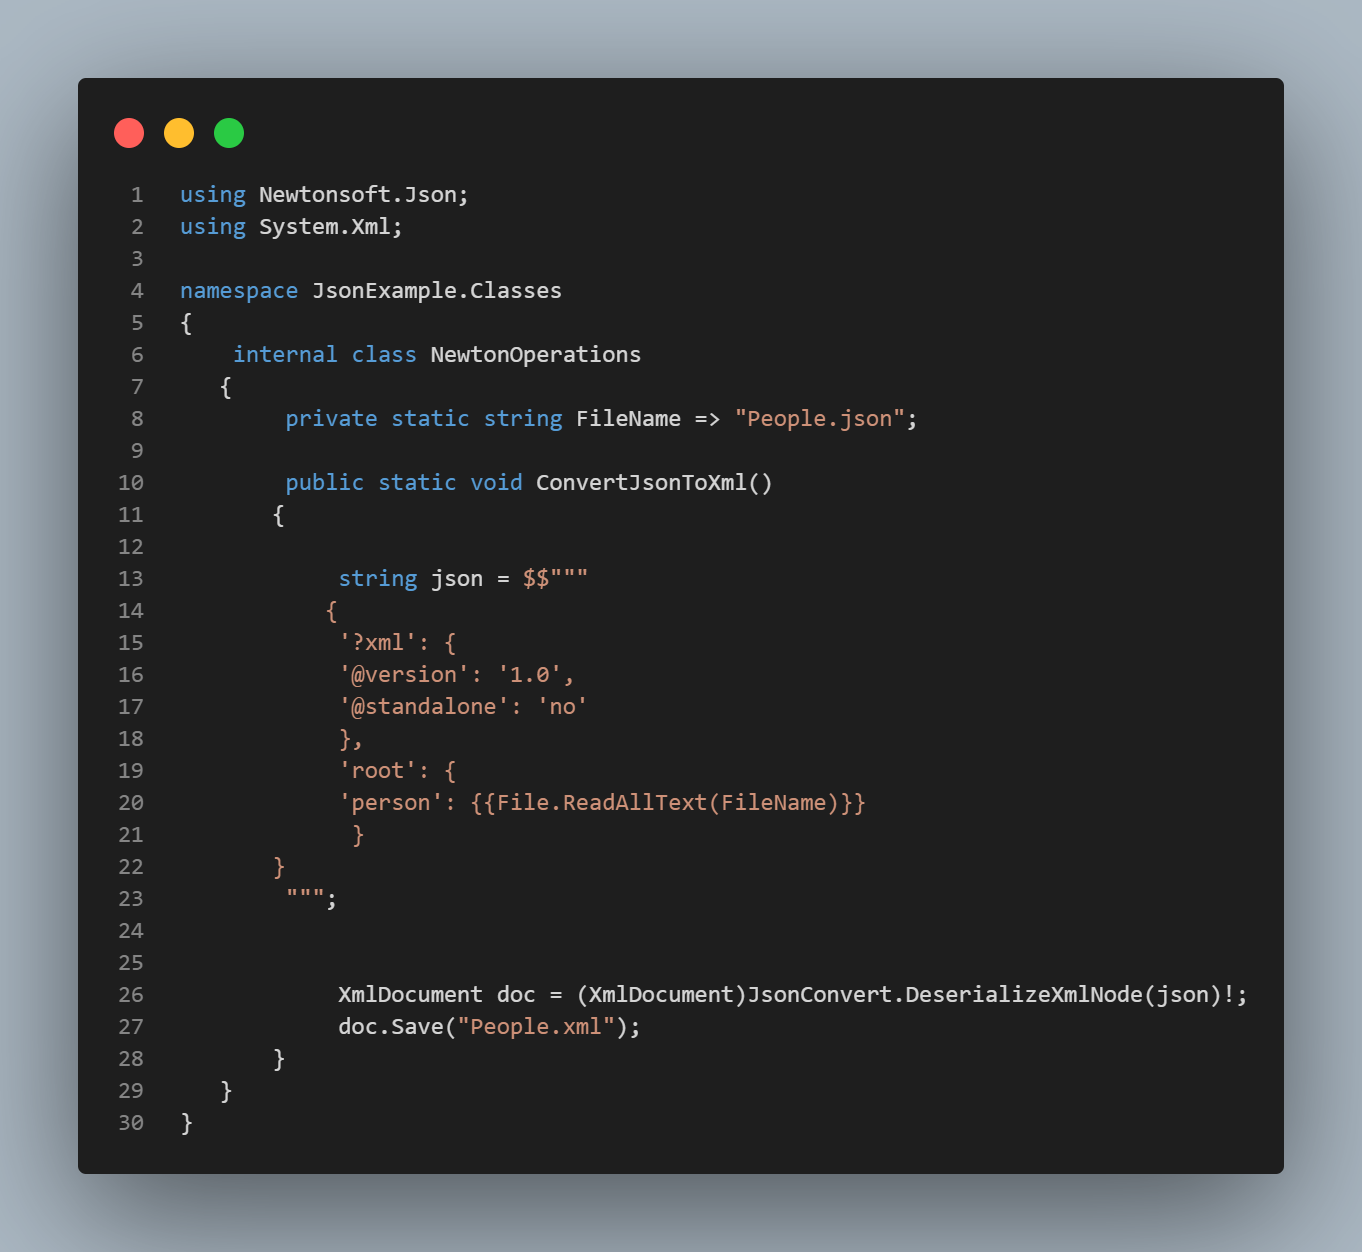 1 using Newtonsoft.Json;
2 using System.Xml;
3
4 namespace JsonExample.Classes
5 {
6     internal class NewtonOperations
7    {
8         private static string FileName => "People.json";
9
10         public static void ConvertJsonToXml()
11        {
12
13             string json = $$"""
14            {
15             '?xml': {
16             '@version': '1.0',
17             '@standalone': 'no'
18             },
19             'root': {
20             'person': {{File.ReadAllText(FileName)}}
21              }
22        }
23         """;
24
25
26             XmlDocument doc = (XmlDocument)JsonConvert.DeserializeXmlNode(json)!;
27             doc.Save("People.xml");
28        }
29    }
30 }